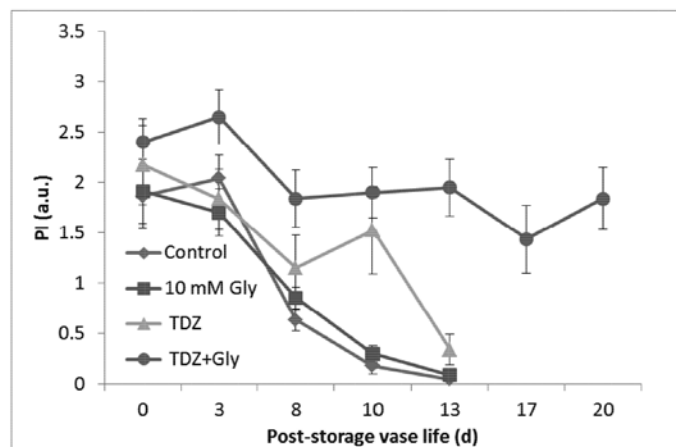 3.5
3
2.5
2
1.5
1
0.5
0
PI (a.u.)
Control
10 mM Gly
TDZ
TDZ+Gly
0 3 8 10 13 17 20
Post-storage vase life (d)